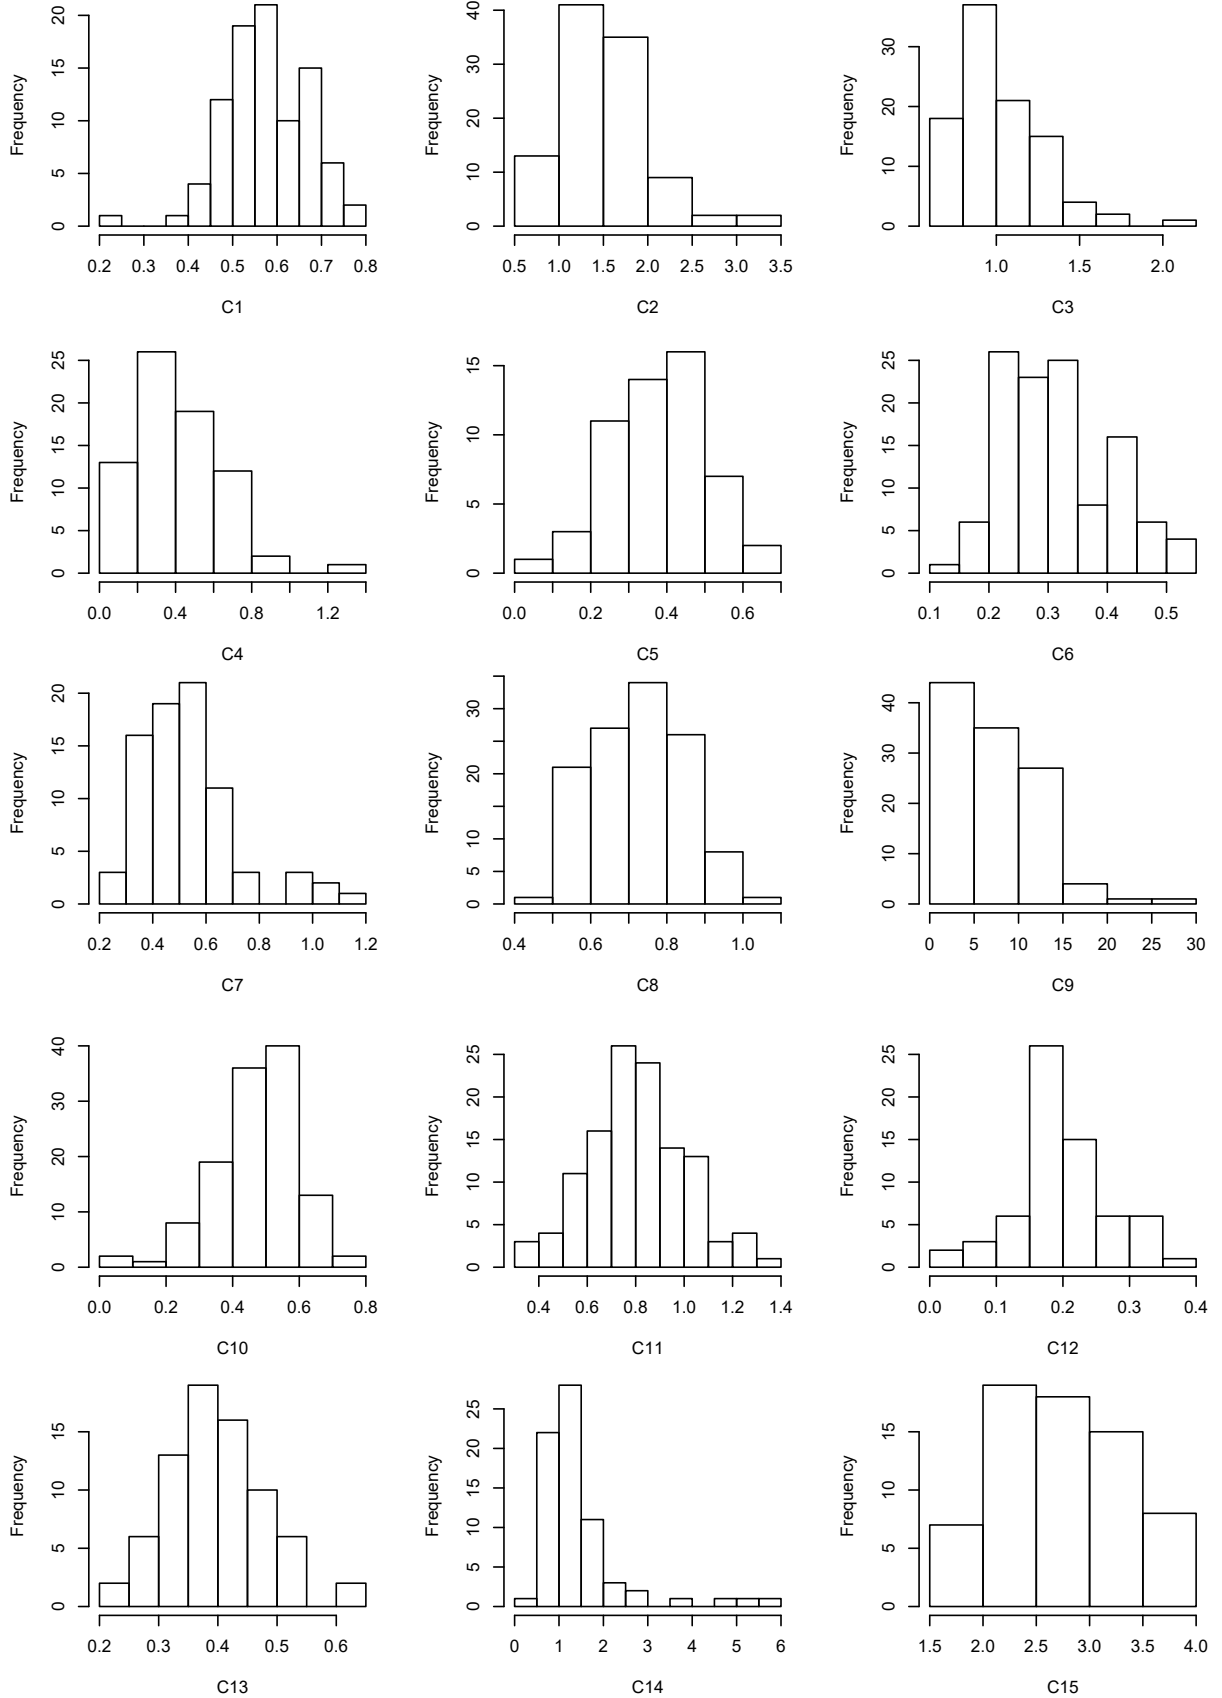 Frequency
0 5 10 15 20
0.2 0.3 0.4 0.5 0.6 0.7 0.8
C1
Frequency
0 10 20 30 40
0.5 1.0 1.5 2.0 2.5 3.0 3.5
C2
Frequency
0 10 20 30
1.0 1.5 2.0
C3
Frequency
0 5 10 15 20 25
0.0 0.4 0.8 1.2
C4
Frequency
0 5 10 15
0.0 0.2 0.4 0.6
C5
Frequency
0 5 10 15 20 25
0.1 0.2 0.3 0.4 0.5
C6
Frequency
0 5 10 15 20
0.2 0.4 0.6 0.8 1.0 1.2
C7
Frequency
0 5 10 20 30
0.4 0.6 0.8 1.0
C8
Frequency
0 10 20 30 40
0 5 10 15 20 25 30
C9
Frequency
0 10 20 30 40
0.0 0.2 0.4 0.6 0.8
C10
Frequency
0 5 10 15 20 25
0.4 0.6 0.8 1.0 1.2 1.4
C11
Frequency
0 5 10 15 20 25
0.0 0.1 0.2 0.3 0.4
C12
Frequency
0 5 10 15
0.2 0.3 0.4 0.5 0.6
C13
Frequency
0 5 10 15 20 25
0 1 2 3 4 5 6
C14
Frequency
0 5 10 15
1.5 2.0 2.5 3.0 3.5 4.0
C15